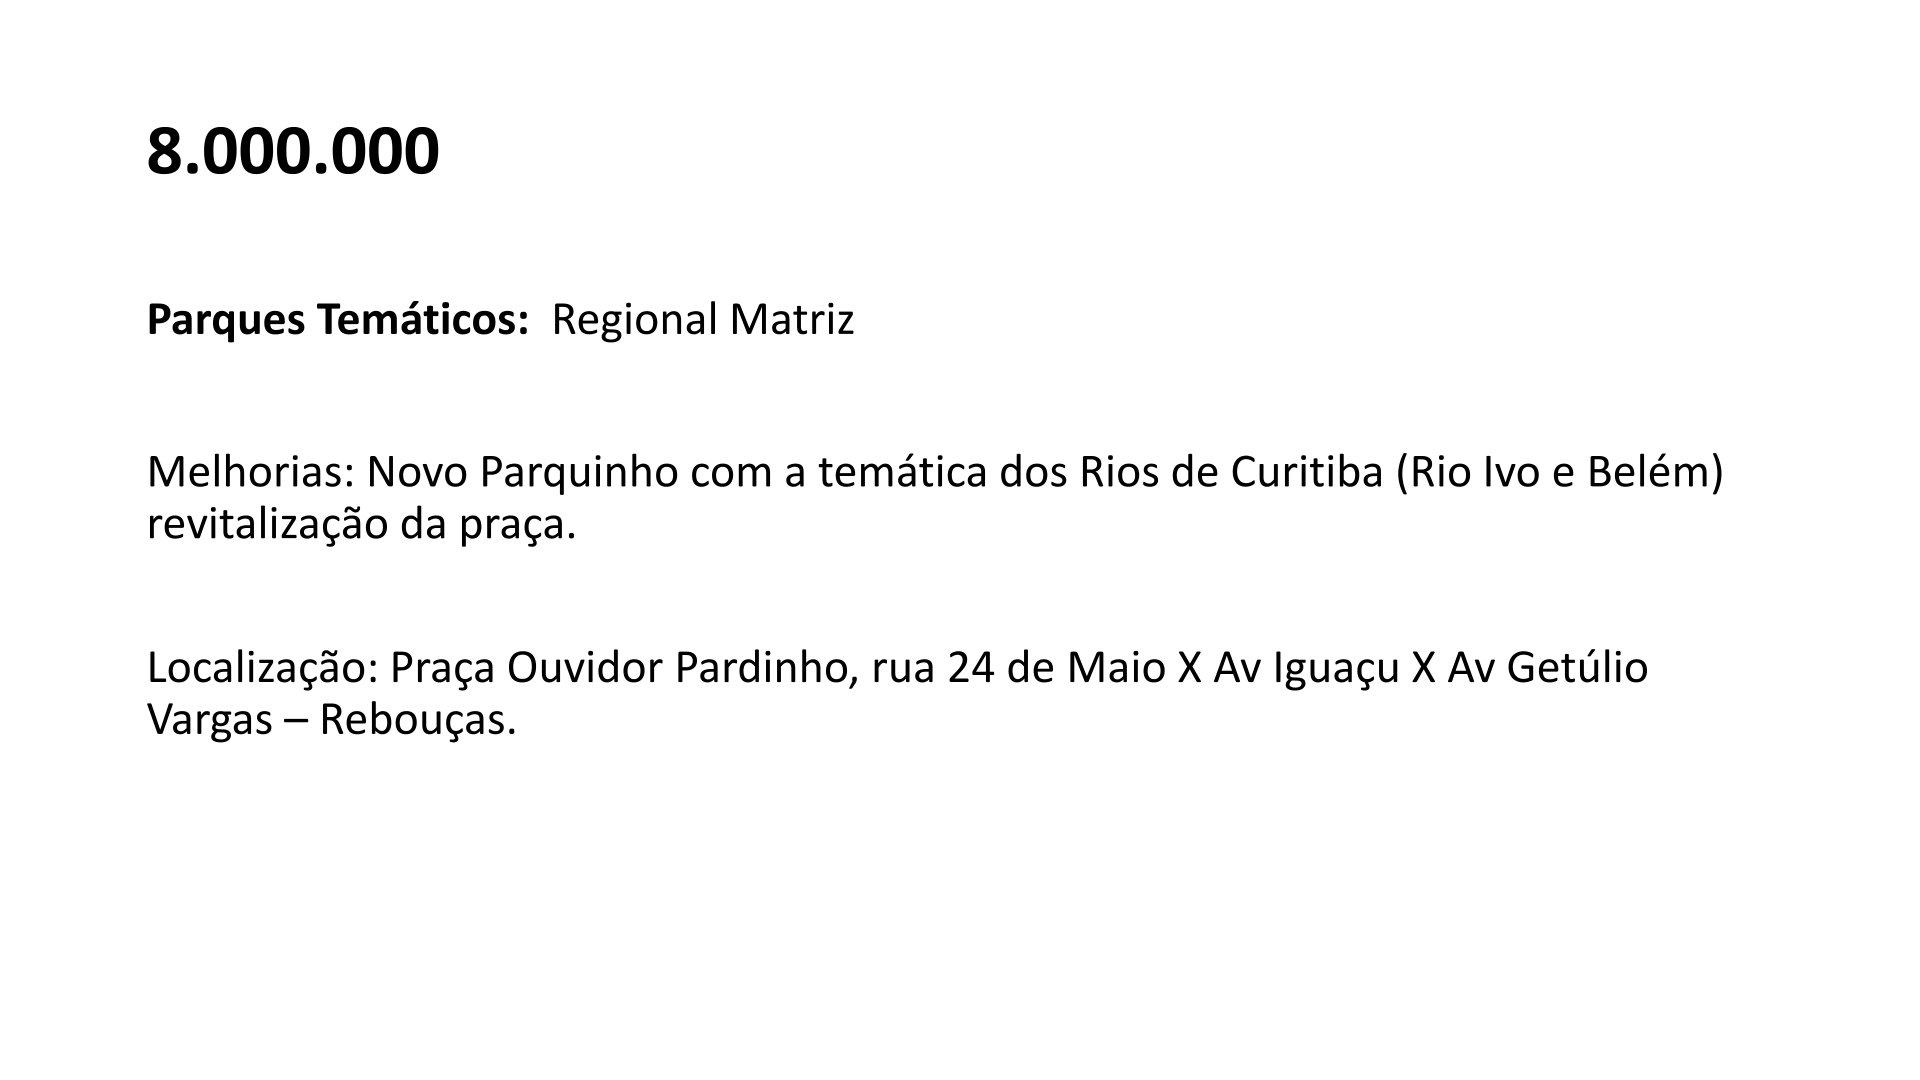 8.000.000
Parques Temáticos:  Regional Matriz
Melhorias: Novo Parquinho com a temática dos Rios de Curitiba (Rio Ivo e Belém)
revitalização da praça.
Localização: Praça Ouvidor Pardinho, rua 24 de Maio X Av Iguaçu X Av Getúlio
Vargas – Rebouças.